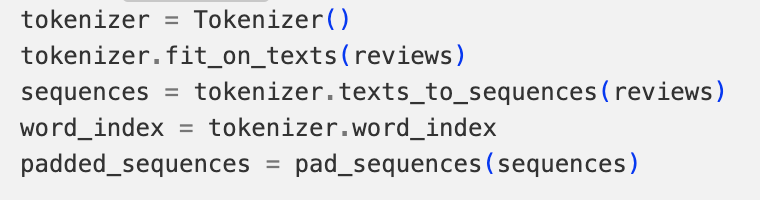 tokenizer = Tokenizer()
tokenizer.fit_on_texts(reviews)
sequences = tokenizer.texts_to_sequences(reviews)
word_index = tokenizer.word_index
padded_sequences = pad_sequences(sequences)